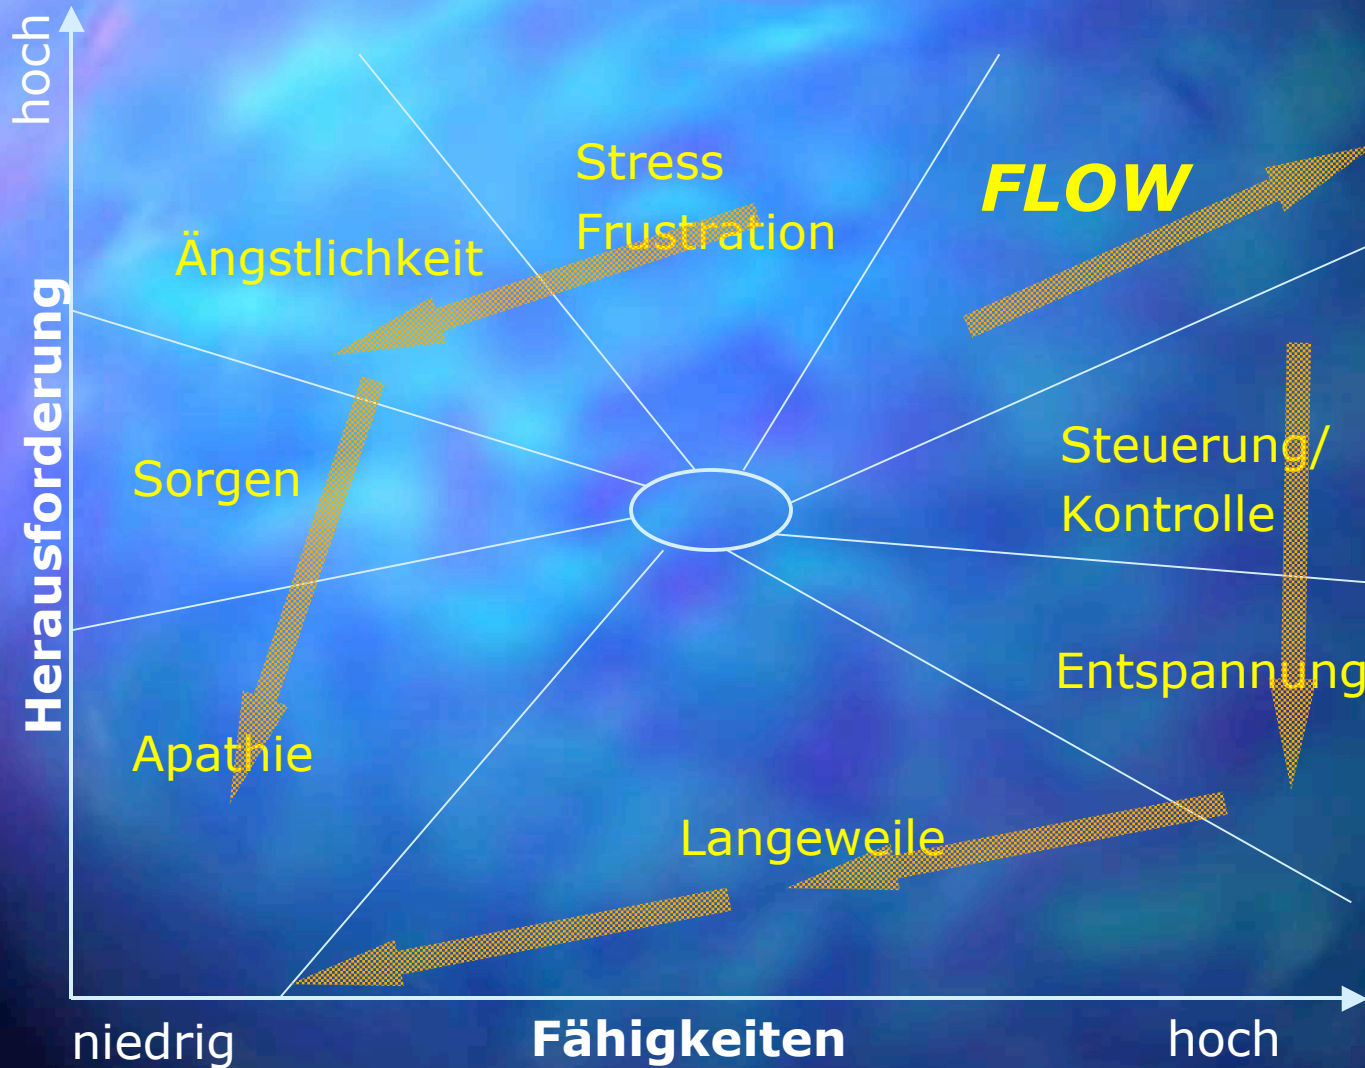 hoch
Stress
Frustration
FLOW
Ängstlichkeit
Herausforderung
Sorgen
Steuerung/
Kontrolle
Entspannung
Apathie
Langeweile
niedrig
Fähigkeiten
hoch